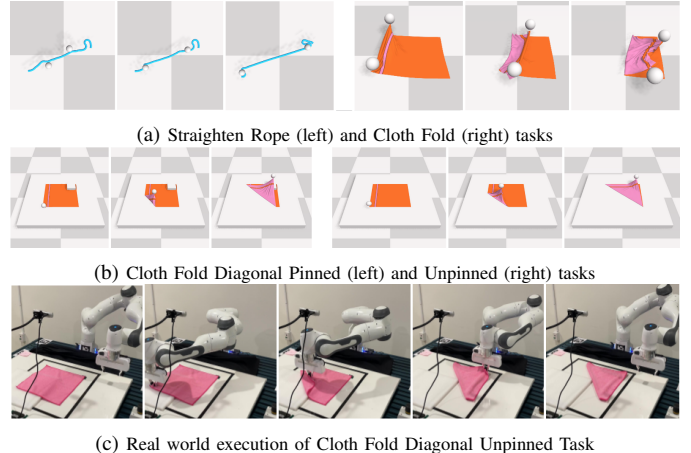 (a) Straighten Rope (left) and Cloth Fold (right) tasks
(b) Cloth Fold Diagonal Pinned (left) and Unpinned (right) tasks
(c) Real world execution of Cloth Fold Diagonal Unpinned Task